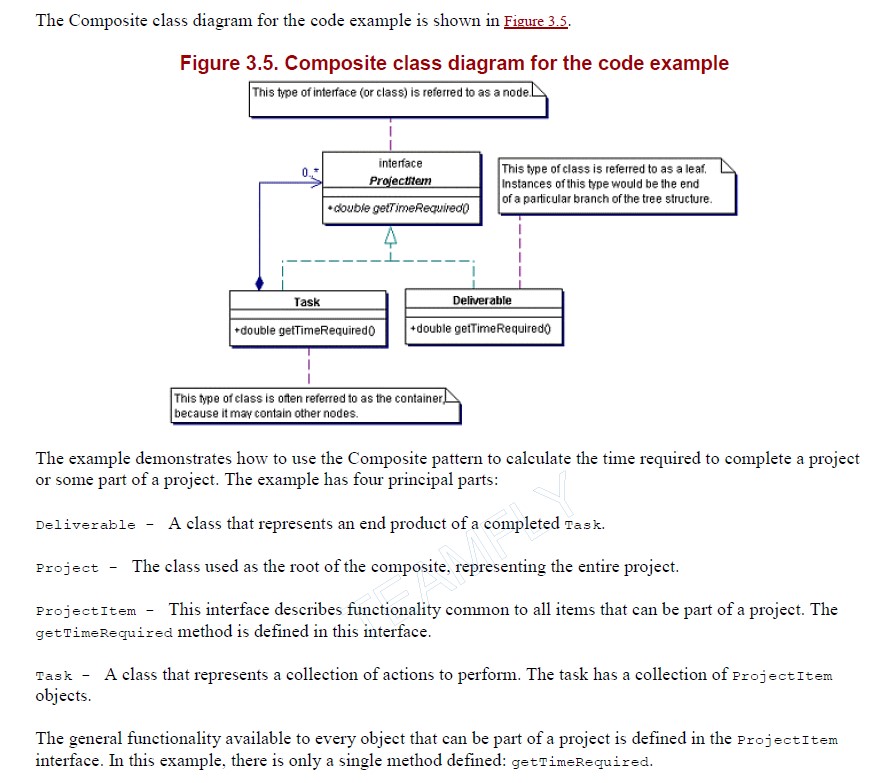 The Composite class diagram for the code example is shown in Figure 3.5.
Figure 3.5. Composite class diagram for the code example
This type of interface (or class) is referred to as a node.
interface
0..*
ProjectItem
+double getTimeRequired()
This type of class is referred to as a leaf.
Instances of this type would be the end
of a particular branch of the tree structure.
Task
+double getTimeRequired()
Deliverable
+double getTimeRequired()
This type of class is often referred to as the container,
because it may contain other nodes.
The example demonstrates how to use the Composite pattern to calculate the time required to complete a project
or some part of a project. The example has four principal parts:
Deliverable – A class that represents an end product of a completed Task.
Project – The class used as the root of the composite, representing the entire project.
ProjectItem – This interface describes functionality common to all items that can be part of a project. The
getTimeRequired method is defined in this interface.
Task – A class that represents a collection of actions to perform. The task has a collection of ProjectItem
objects.
The general functionality available to every object that can be part of a project is defined in the ProjectItem
interface. In this example, there is only a single method defined: getTimeRequired.
TEAMFLY